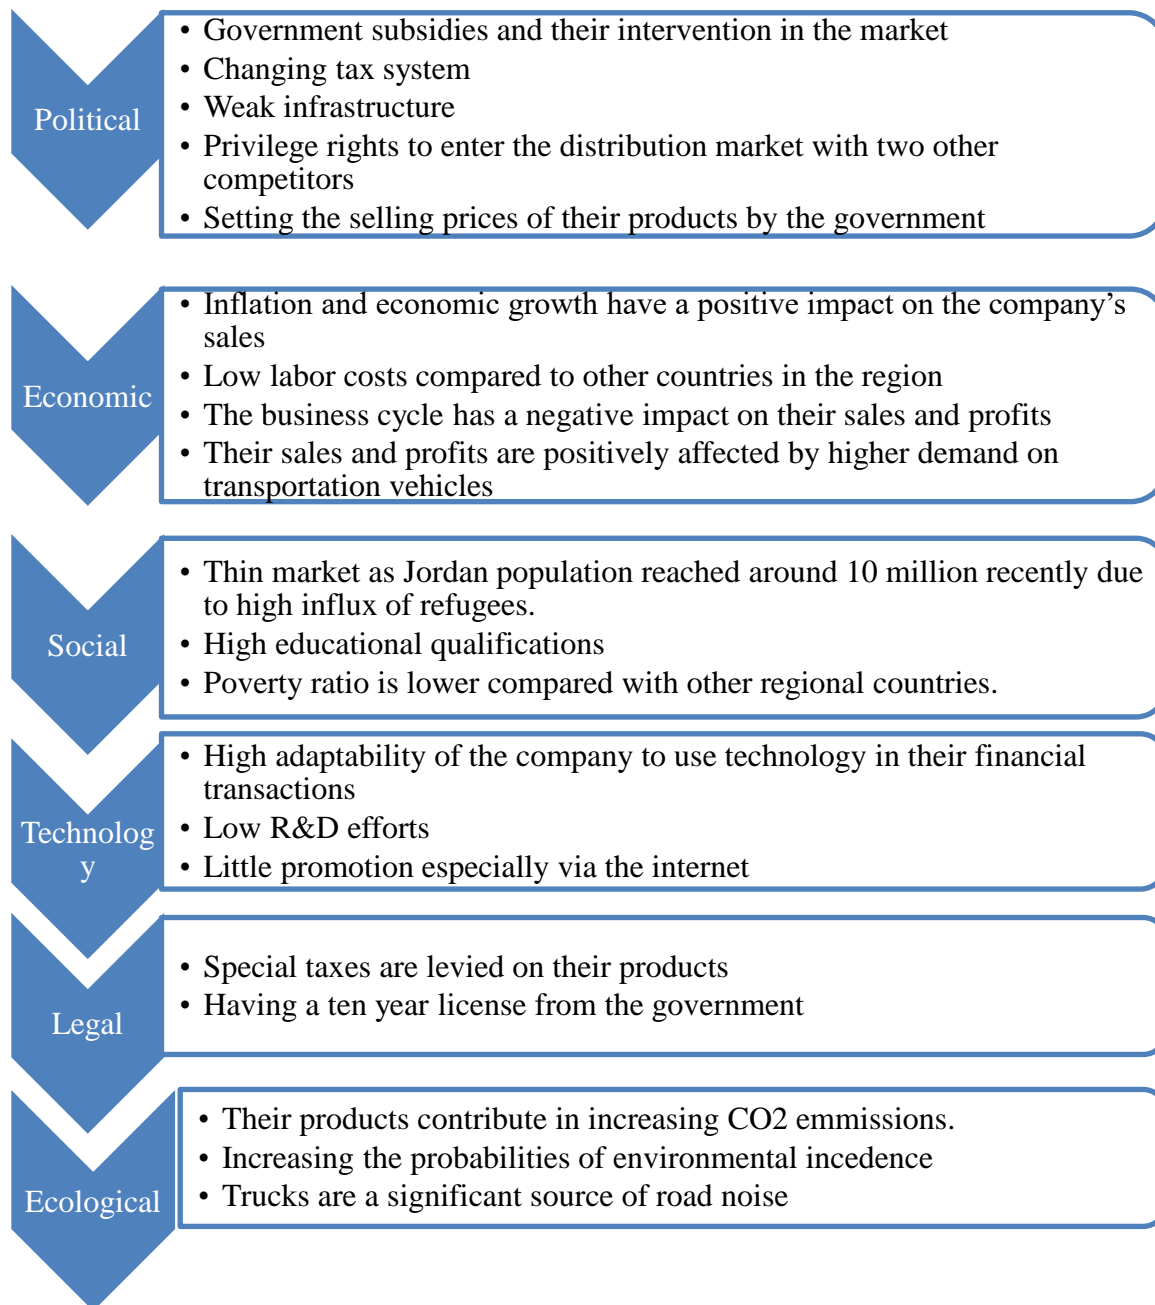 Political
• Government subsidies and their intervention in the market
• Changing tax system
• Weak infrastructure
• Privilege rights to enter the distribution market with two other
competitors
• Setting the selling prices of their products by the government
Economic
• Inflation and economic growth have a positive impact on the company’s
sales
• Low labor costs compared to other countries in the region
• The business cycle has a negative impact on their sales and profits
• Their sales and profits are positively affected by higher demand on
transportation vehicles
Social
• Thin market as Jordan population reached around 10 million recently due
to high influx of refugees.
• High educational qualifications
• Poverty ratio is lower compared with other regional countries.
Technolog
y
• High adaptability of the company to use technology in their financial
transactions
• Low R&D efforts
• Little promotion especially via the internet
Legal
• Special taxes are levied on their products
• Having a ten year license from the government
Ecological
• Their products contribute in increasing CO2 emmissions.
• Increasing the probabilities of environmental incedence
• Trucks are a significant source of road noise